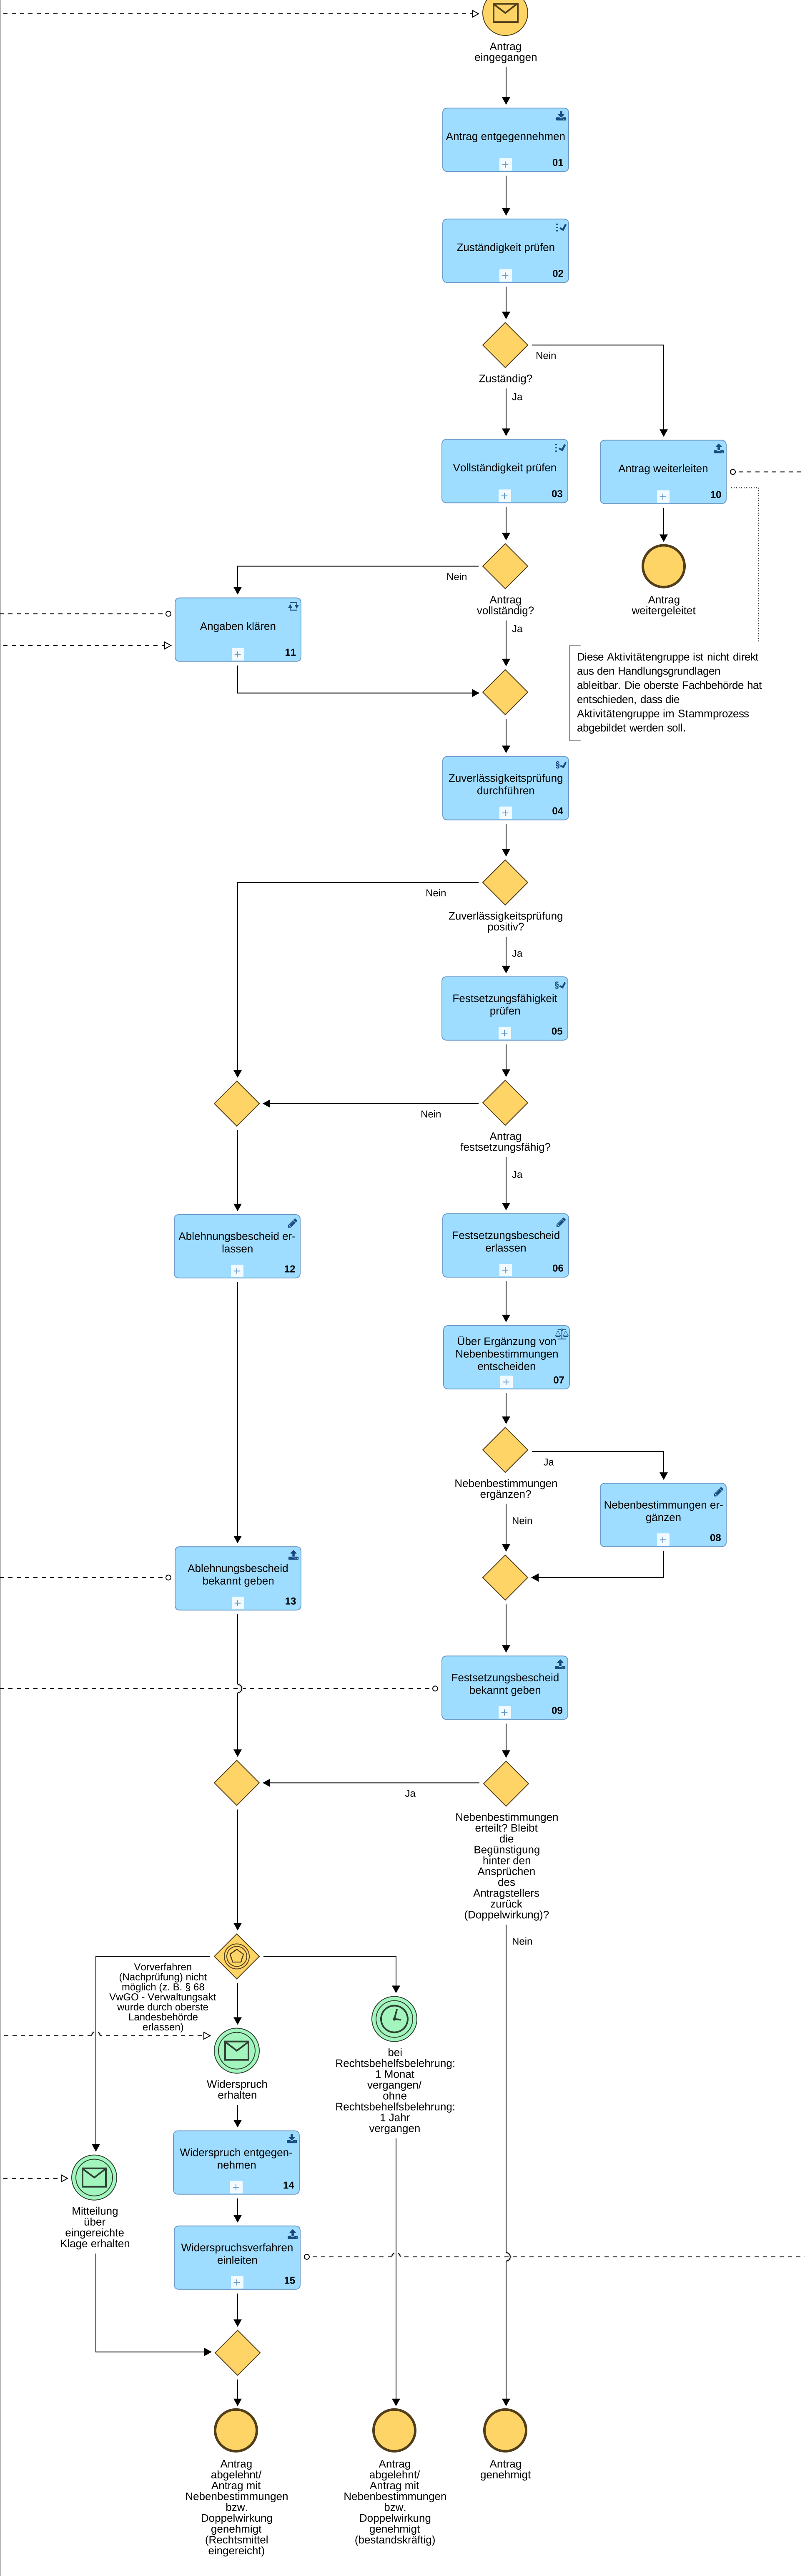 Antrag
eingegangen
Antrag entgegennehmen
01
Zuständigkeit prüfen
02
Nein
Zuständig?
Ja
Vollständigkeit prüfen
03
Antrag weiterleiten
10
Nein
Antrag
vollständig?
Ja
Antrag
weitergeleitet
Angaben klären
11
Diese Aktivitätengruppe ist nicht direkt
aus den Handlungsgrundlagen
ableitbar. Die oberste Fachbehörde hat
entschieden, dass die
Aktivitätengruppe im Stammprozess
abgebildet werden soll.
§
Zuverlässigkeitsprüfung
durchführen
04
Nein
Zuverlässigkeitsprüfung
positiv?
Ja
§
Festsetzungsfähigkeit
prüfen
05
Nein
Antrag
festsetzungsfähig?
Ja
Ablehnungsbescheid er-
lassen
12
Festsetzungsbescheid
erlassen
06
Über Ergänzung von
Nebenbestimmungen
entscheiden
07
Ja
Nebenbestimmungen
ergänzen?
Nein
Nebenbestimmungen er-
gänzen
08
Ablehnungsbescheid
bekannt geben
13
Festsetzungsbescheid
bekannt geben
09
Ja
Nebenbestimmungen
erteilt? Bleibt
die
Begünstigung
hinter den
Ansprüchen
des
Antragstellers
zurück
(Doppelwirkung)?
Nein
Vorverfahren
(Nachprüfung) nicht
möglich (z. B. § 68
VwGO - Verwaltungsakt
wurde durch oberste
Landesbehörde
erlassen)
Widerspruch
erhalten
bei
Rechtsbehelfsbelehrung:
1 Monat
vergangen/
ohne
Rechtsbehelfsbelehrung:
1 Jahr
vergangen
Widerspruch entgegen-
nehmen
14
Mitteilung
über
eingereichte
Klage erhalten
Widerspruchsverfahren
einleiten
15
Antrag
abgelehnt/
Antrag mit
Nebenbestimmungen
bzw.
Doppelwirkung
genehmigt
(Rechtsmittel
eingereicht)
Antrag
abgelehnt/
Antrag mit
Nebenbestimmungen
bzw.
Doppelwirkung
genehmigt
(bestandskräftig)
Antrag
genehmigt